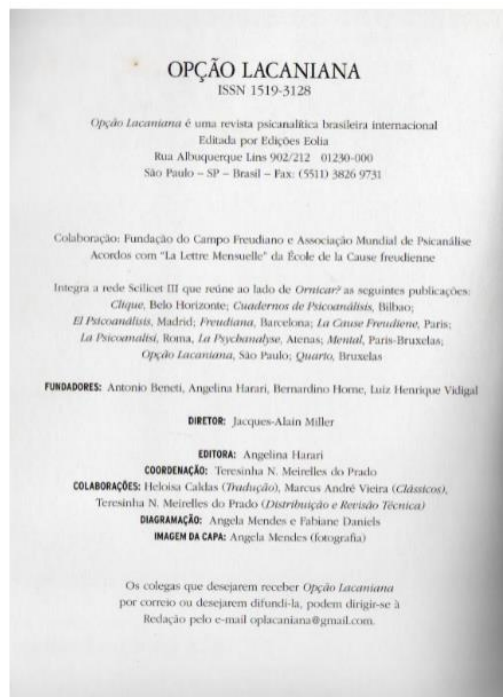 OPÇÃO LACANIANA
ISSN 1519-3128
Opção Lacaniana é uma revista psicanalítica brasileira internacional
Editada por Edições Eolia
Rua Albuquerque Lins 902/212 01230-000
São Paulo – SP – Brasil – Fax: (5511) 3826 9731
Colaboração: Fundação do Campo Freudiano e Associação Mundial de Psicanálise
Acordos com "La Lettre Mensuelle" da École de la Cause freudienne
Integra a rede Scilicet III que reúne ao lado de Ornicar? as seguintes publicações:
Clique, Belo Horizonte; Cuadernos de Psicoanálisis, Bilbao;
El Psicoanálisis, Madrid; Freudiana, Barcelona; La Cause Freudiene, Paris;
La Psicoanalisi, Roma, La Psychanalyse, Atenas; Mental, Paris-Bruxelas;
Opção Lacaniana, São Paulo; Quarto, Bruxelas
FUNDADORES: Antonio Beneti, Angelina Harari, Bernardino Horne, Luiz Henrique Vidigal
DIRETOR: Jacques-Alain Miller
EDITORA: Angelina Harari
COORDENAÇÃO: Teresinha N. Meirelles do Prado
COLABORAÇÕES: Heloisa Caldas (Tradução), Marcus André Vieira (Clássicos),
Teresinha N. Meirelles do Prado (Distribuição e Revisão Técnica)
DIAGRAMAÇÃO: Angela Mendes e Fabiane Daniels
IMAGEM DA CAPA: Angela Mendes (fotografia)
Os colegas que desejarem receber Opção Lacaniana
por correio ou desejarem difundi-la, podem dirigir-se à
Redação pelo e-mail oplacaniana@gmail.com.